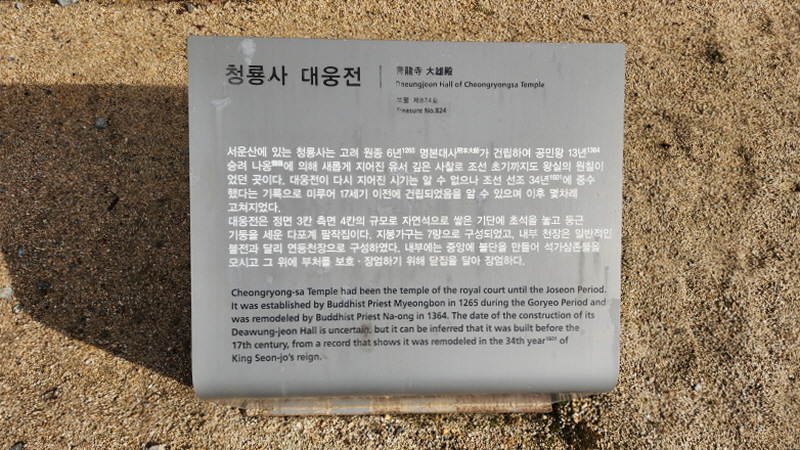 청룡사 대웅전
靑龍寺 大雄殿
Daeungjeon Hall of Cheongryongsa Temple
보물 제824호
Treasure No.824
서운산에 있는 청룡사는 고려 원종 6년1265 명본대사明本大師가 건립하여 공민왕 13년1364
승려 나옹에 의해 새롭게 지어진 유서 깊은 사찰로 조선 초기까지도 왕실의 원찰이
었던 곳이다. 대웅전이 다시 지어진 시기는 알 수 없으나 조선 선조 34년1601에 중수
했다는 기록으로 미루어 17세기 이전에 건립되었음을 알 수 있으며 이후 몇차례
고쳐지었다.
대웅전은 정면 3칸 측면 4칸의 규모로 자연석으로 쌓은 기단에 초석을 놓고 둥근
기둥을 세운 다포계 팔작집이다. 지붕가구는 7량으로 구성되었고, 내부 천장은 일반적인
불전과 달리 연등천장으로 구성하였다. 내부에는 중앙에 불단을 만들어 석가삼존불을
모시고 그 위에 부처를 보호·장엄하기 위해 닫집을 달아 장엄하다.
Cheongryong-sa Temple had been the temple of the royal court until the Joseon Period.
It was established by Buddhist Priest Myeongbon in 1265 during the Goryeo Period and
was remodeled by Buddhist Priest Na-ong in 1364. The date of the construction of its
Deawung-jeon Hall is uncertain, but it can be inferred that it was built before the
17th century, from a record that shows it was remodeled in the 34th year1601 of
King Seon-jo's reign.